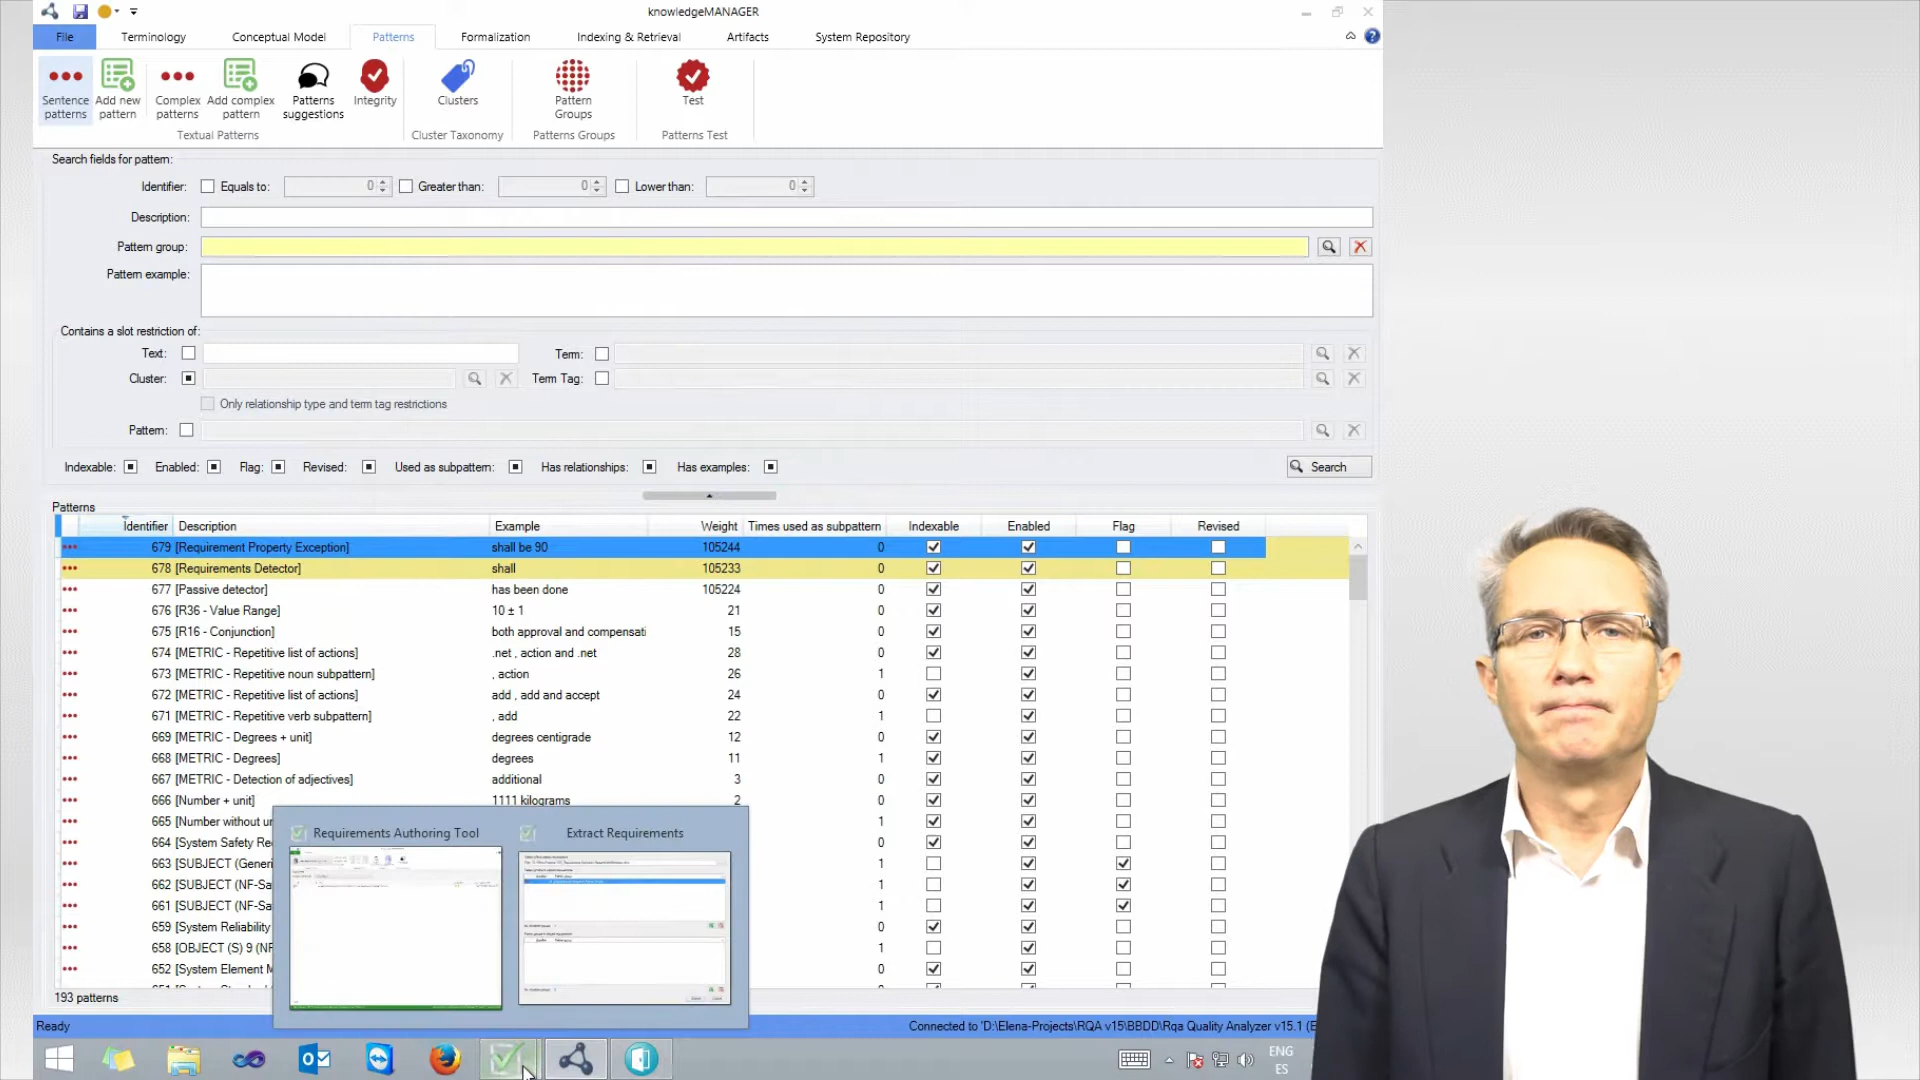 knowledgeMANAGER
File Terminology Conceptual Model Patterns Formalization Indexing & Retrieval Artifacts System Repository
Sentence patterns Add new pattern Complex patterns Add complex pattern Patterns suggestions Integrity Clusters Pattern Groups Test
Textual Patterns Cluster Taxonomy Patterns Groups Patterns Test
Search fields for pattern:
Identifier: Equals to: 0 Greater than: 0 Lower than: 0
Description:
Pattern group:
Pattern example:
Contains a slot restriction of:
Text: Term:
Cluster: Term Tag:
Only relationship type and term tag restrictions
Pattern:
Indexable: Enabled: Flag: Revised: Used as subpattern: Has relationships: Has examples: Search
Patterns
Identifier Description Example Weight Times used as subpattern Indexable Enabled Flag Revised
679 [Requirement Property Exception] shall be 90 105244 0
678 [Requirements Detector] shall 105233 0
677 [Passive detector] has been done 105224 0
676 [R36 - Value Range] 10 ± 1 21 0
675 [R16 - Conjunction] both approval and compensati 15 0
674 [METRIC - Repetitive list of actions] .net , action and .net 28 0
673 [METRIC - Repetitive noun subpattern] , action 26 1
672 [METRIC - Repetitive list of actions] add , add and accept 24 0
671 [METRIC - Repetitive verb subpattern] , add 22 1
669 [METRIC - Degrees + unit] degrees centigrade 12 0
668 [METRIC - Degrees] degrees 11 1
667 [METRIC - Detection of adjectives] additional 3 0
666 [Number + unit] 1111 kilograms 2 0
665 [Number without u 1
664 [System Safety Re 0
663 [SUBJECT (Generi 1
662 [SUBJECT (NF-Sa 1
661 [SUBJECT (NF-Sa 1
659 [System Reliability 0
658 [OBJECT (S) 9 (NF 1
652 [System Element M 0
Requirements Authoring Tool Extract Requirements
193 patterns
Ready Connected to 'D:\Elena-Projects\RQA v15\BBDD\Rqa Quality Analyzer v15.1 (E
ENG
ES